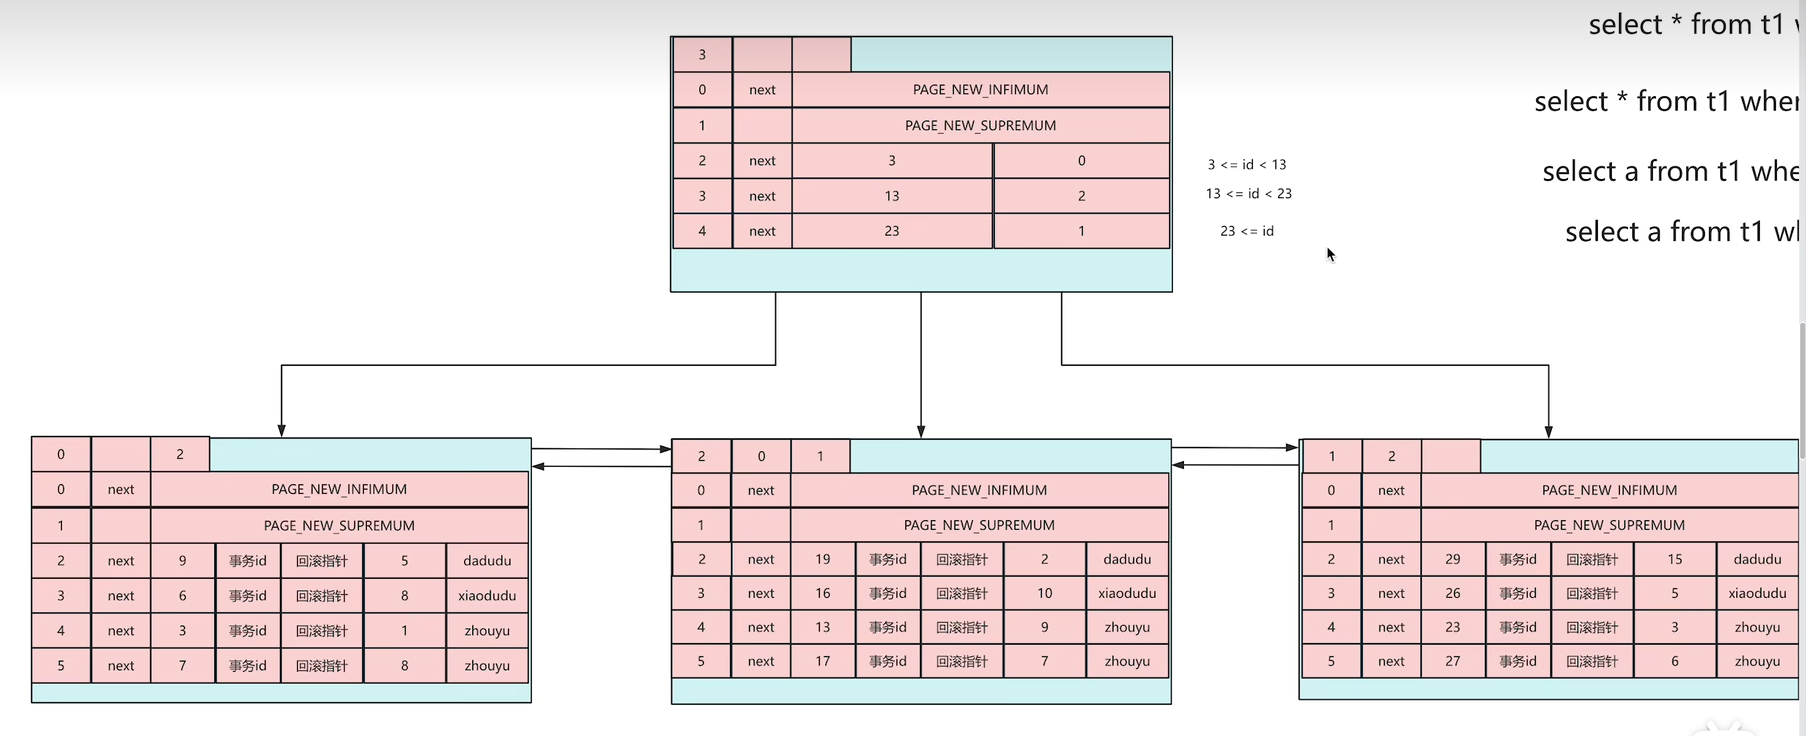 select * from t1
select * from t1 wher
select a from t1 whe
select a from t1 wl
3
0 next PAGE_NEW_INFIMUM
1 PAGE_NEW_SUPREMUM
2 next 3 0
3 next 13 2
4 next 23 1
3 <= id < 13
13 <= id < 23
23 <= id
0 2
0 next PAGE_NEW_INFIMUM
1 PAGE_NEW_SUPREMUM
2 next 9 事务id 回滚指针 5 dadudu
3 next 6 事务id 回滚指针 8 xiaodudu
4 next 3 事务id 回滚指针 1 zhouyu
5 next 7 事务id 回滚指针 8 zhouyu
2 0 1
0 next PAGE_NEW_INFIMUM
1 PAGE_NEW_SUPREMUM
2 next 19 事务id 回滚指针 2 dadudu
3 next 16 事务id 回滚指针 10 xiaodudu
4 next 13 事务id 回滚指针 9 zhouyu
5 next 17 事务id 回滚指针 7 zhouyu
1 2
0 next PAGE_NEW_INFIMUM
1 PAGE_NEW_SUPREMUM
2 next 29 事务id 回滚指针 15 dadudu
3 next 26 事务id 回滚指针 5 xiaodudu
4 next 23 事务id 回滚指针 3 zhouyu
5 next 27 事务id 回滚指针 6 zhouyu